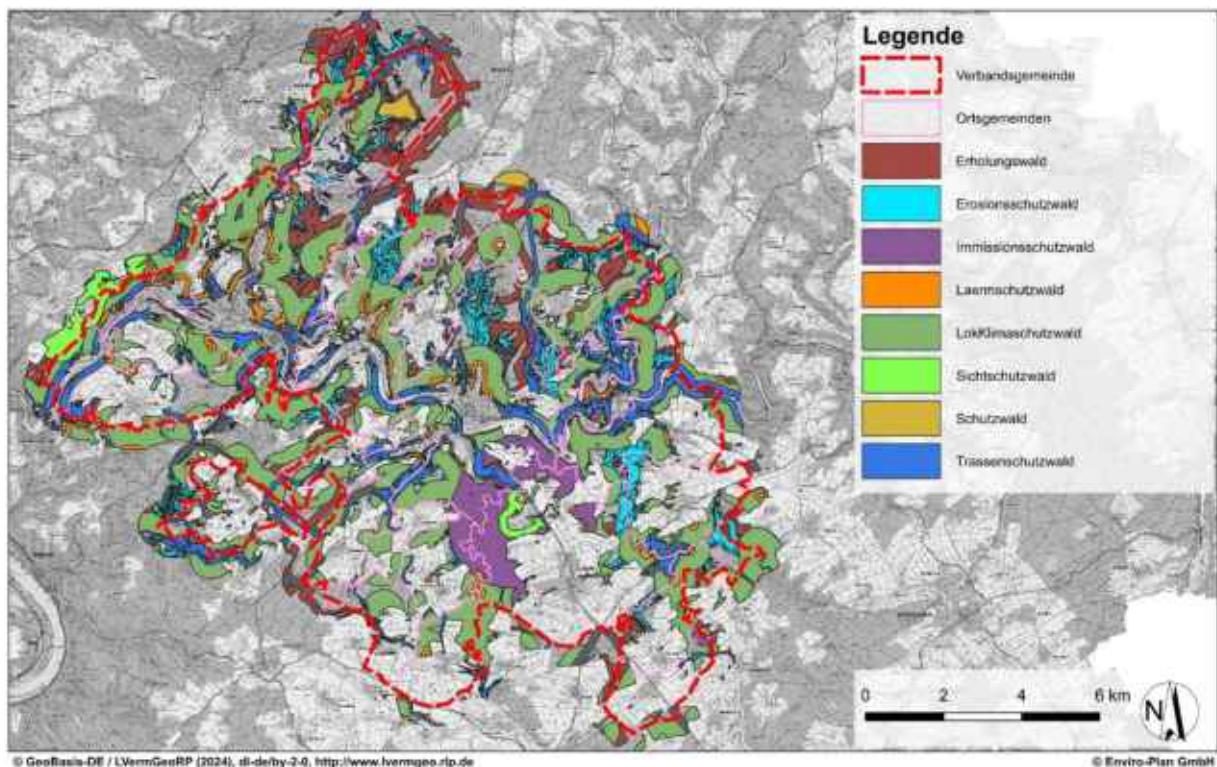 Legende
Verbandsgemeinde
Ortsgemeinden
Erholungswald
Erosionsschutzwald
Immissionsschutzwald
Laermschutzwald
LokKlimaschutzwald
Sichtschutzwald
Schutzwald
Trassenschutzwald
0 2 4 6 km
N
© GeoBasis-DE / LVermGeoRP (2024), dl-de/by-2-0, http://www.lvermgeo.rlp.de
© Enviro-Plan GmbH